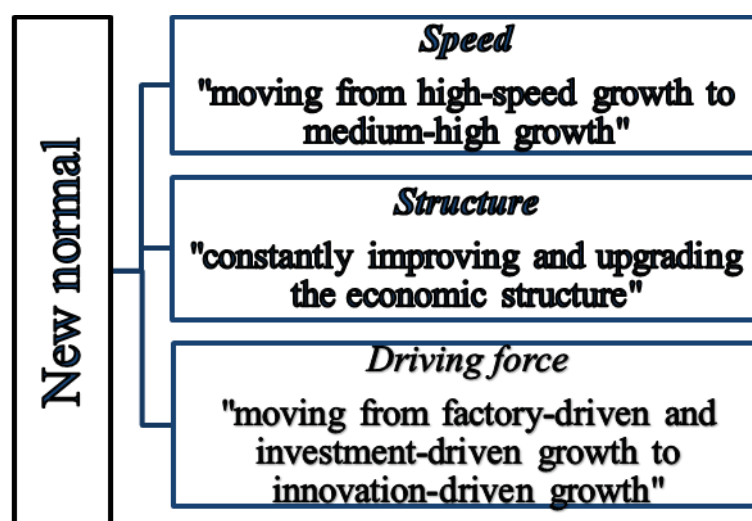 New normal
Speed
"moving from high-speed growth to
medium-high growth"
Structure
"constantly improving and upgrading
the economic structure"
Driving force
"moving from factory-driven and
investment-driven growth to
innovation-driven growth"